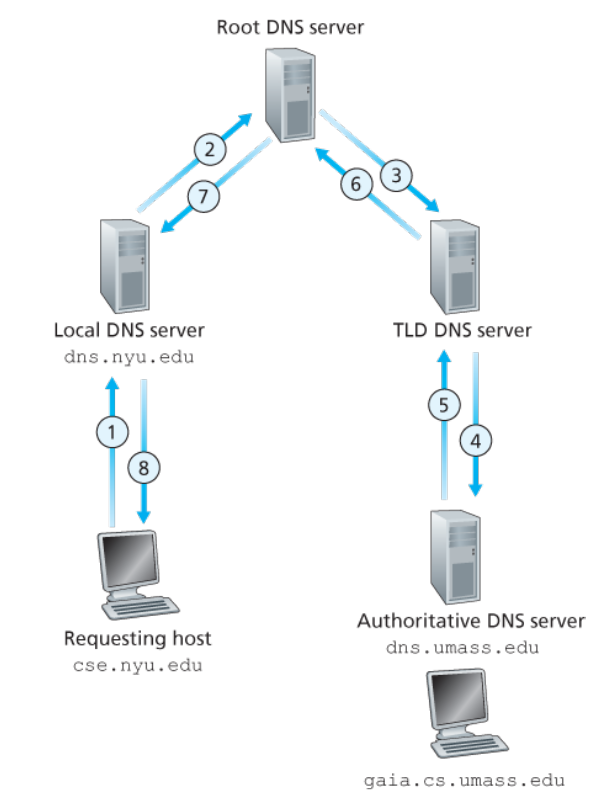 Root DNS server
2
3
6
7
Local DNS server
dns.nyu.edu
TLD DNS server
1
8
5
4
Requesting host
cse.nyu.edu
Authoritative DNS server
dns.umass.edu
gaia.cs.umass.edu